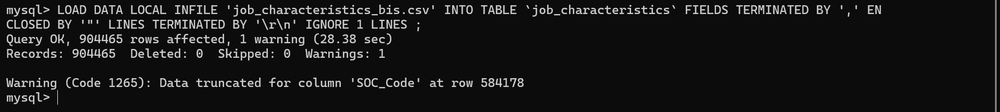 mysql> LOAD DATA LOCAL INFILE 'job_characteristics_bis.csv' INTO TABLE `job_characteristics` FIELDS TERMINATED BY ',' EN
CLOSED BY '"' LINES TERMINATED BY '\r\n' IGNORE 1 LINES ;
Query OK, 904465 rows affected, 1 warning (28.38 sec)
Records: 904465  Deleted: 0  Skipped: 0  Warnings: 1

Warning (Code 1265): Data truncated for column 'SOC_Code' at row 584178
mysql>